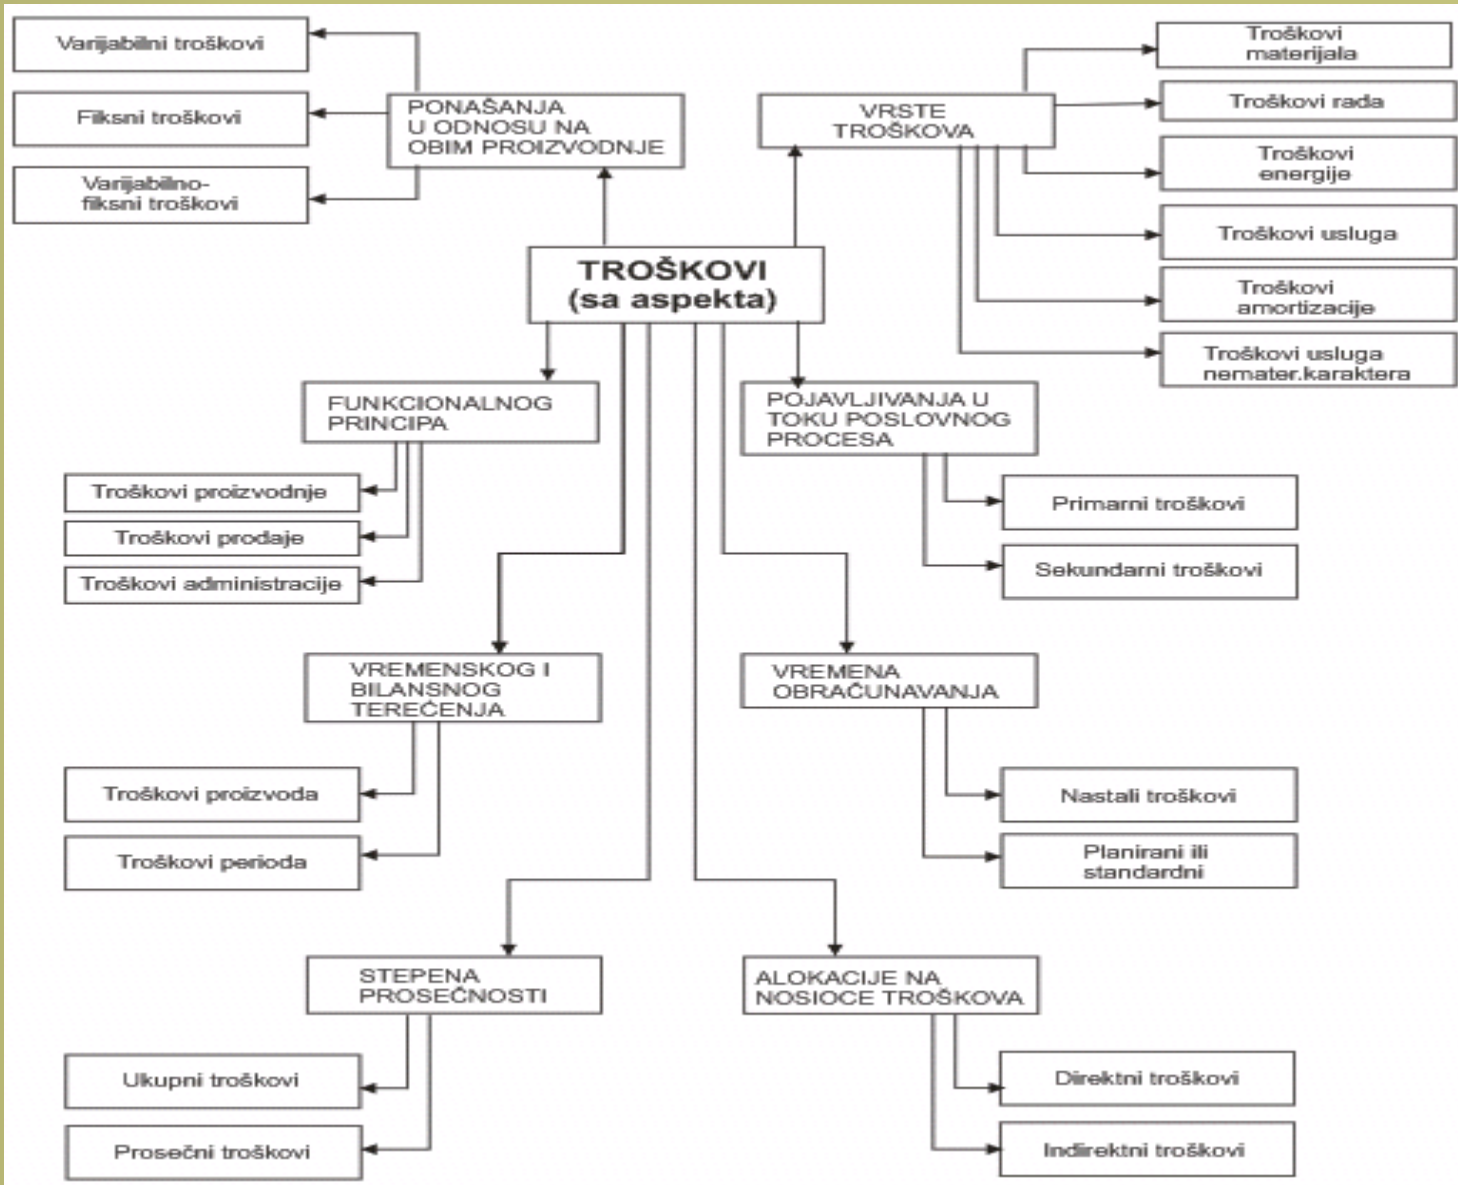 Varijabilni troškovi
Fiksni troškovi
Varijabilno-
fiksni troškovi
PONAŠANJA
U ODNOSU NA
OBIM PROIZVODNJE
VRSTE
TROŠKOVA
Troškovi
materijala
Troškovi rada
Troškovi
energije
Troškovi usluga
Troškovi
amortizacije
Troškovi usluga
nemater.karaktera
TROŠKOVI
(sa aspekta)
FUNKCIONALNOG
PRINCIPA
Troškovi proizvodnje
Troškovi prodaje
Troškovi administracije
POJAVLJIVANJA U
TOKU POSLOVNOG
PROCESA
Primarni troškovi
Sekundarni troškovi
VREMENSKOG I
BILANSNOG
TEREĆENJA
Troškovi proizvoda
Troškovi perioda
VREMENA
OBRAČUNAVANJA
Nastali troškovi
Planirani ili
standardni
STEPENA
PROSEČNOSTI
Ukupni troškovi
Prosečni troškovi
ALOKACIJE NA
NOSIOCE TROŠKOVA
Direktni troškovi
Indirektni troškovi